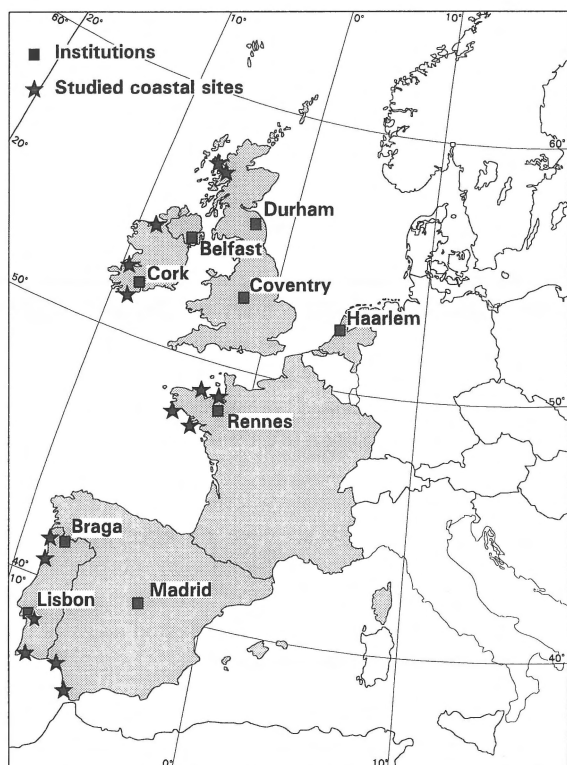 60° 20° 10° 0° 10°
Institutions
Studied coastal sites
20°
60°
Durham
Belfast
50°
Cork
Coventry
Haarlem
Rennes
50°
Braga
40°
10°
Lisbon
Madrid
40°
0°
10°